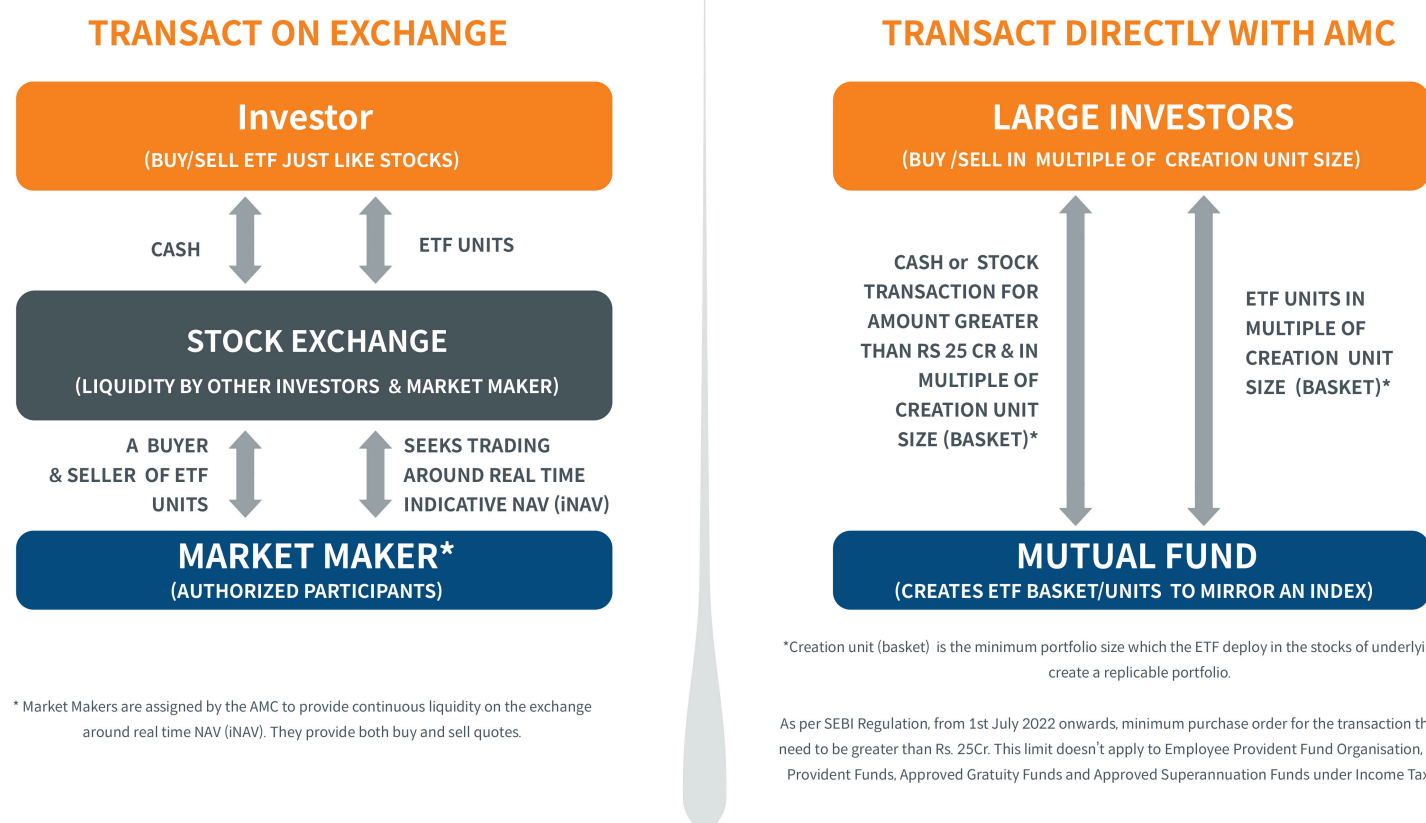 TRANSACT ON EXCHANGE
Investor
(BUY/SELL ETF JUST LIKE STOCKS)
CASH
ETF UNITS
STOCK EXCHANGE
(LIQUIDITY BY OTHER INVESTORS & MARKET MAKER)
A BUYER
& SELLER OF ETF
UNITS
SEEKS TRADING
AROUND REAL TIME
INDICATIVE NAV (iNAV)
MARKET MAKER*
(AUTHORIZED PARTICIPANTS)
* Market Makers are assigned by the AMC to provide continuous liquidity on the exchange
around real time NAV (iNAV). They provide both buy and sell quotes.
TRANSACT DIRECTLY WITH AMC
LARGE INVESTORS
(BUY /SELL IN MULTIPLE OF CREATION UNIT SIZE)
CASH or STOCK
TRANSACTION FOR
AMOUNT GREATER
THAN RS 25 CR & IN
MULTIPLE OF
CREATION UNIT
SIZE (BASKET)*
ETF UNITS IN
MULTIPLE OF
CREATION UNIT
SIZE (BASKET)*
MUTUAL FUND
(CREATES ETF BASKET/UNITS TO MIRROR AN INDEX)
*Creation unit (basket) is the minimum portfolio size which the ETF deploy in the stocks of
create a replicable portfolio.
As per SEBI Regulation, from 1st July 2022 onwards, minimum purchase order for the transaction
need to be greater than Rs. 25Cr. This limit doesn't apply to Employee Provident Fund Organisation,
Provident Funds, Approved Gratuity Funds and Approved Superannuation Funds under Income